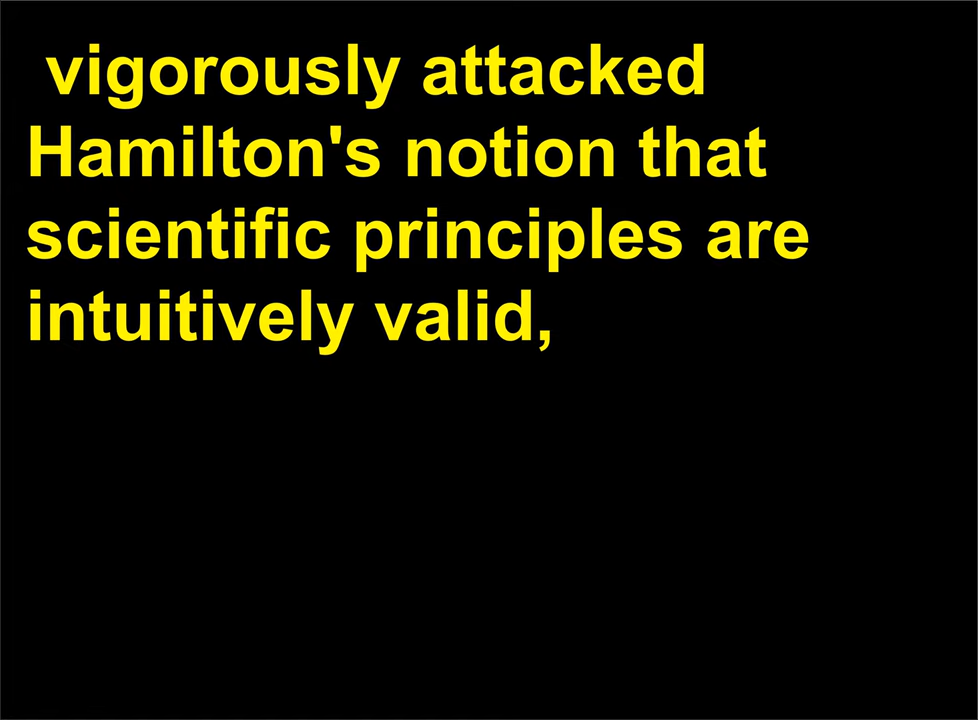 vigorously attacked
Hamilton's notion that
scientific principles are
intuitively valid,